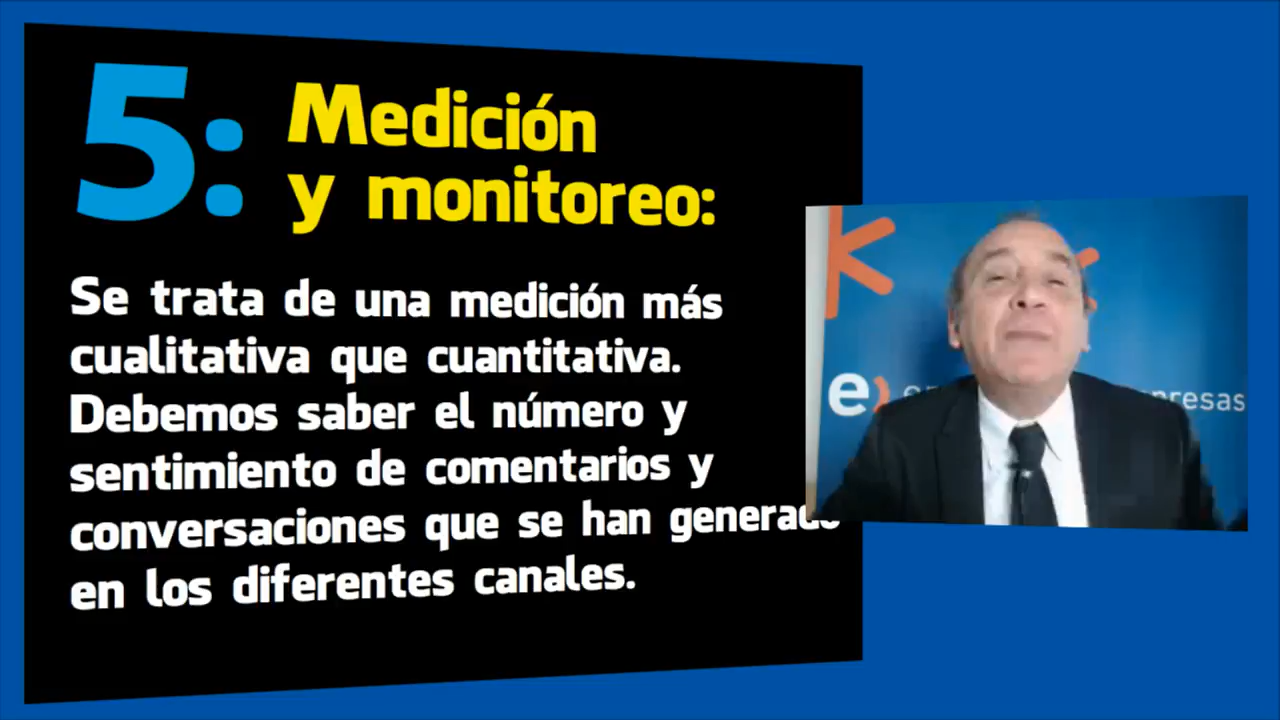 5: Medición
y monitoreo:
Se trata de una medición más
cualitativa que cuantitativa.
Debemos saber el número y
sentimiento de comentarios y
conversaciones que se han generado
en los diferentes canales.
e)